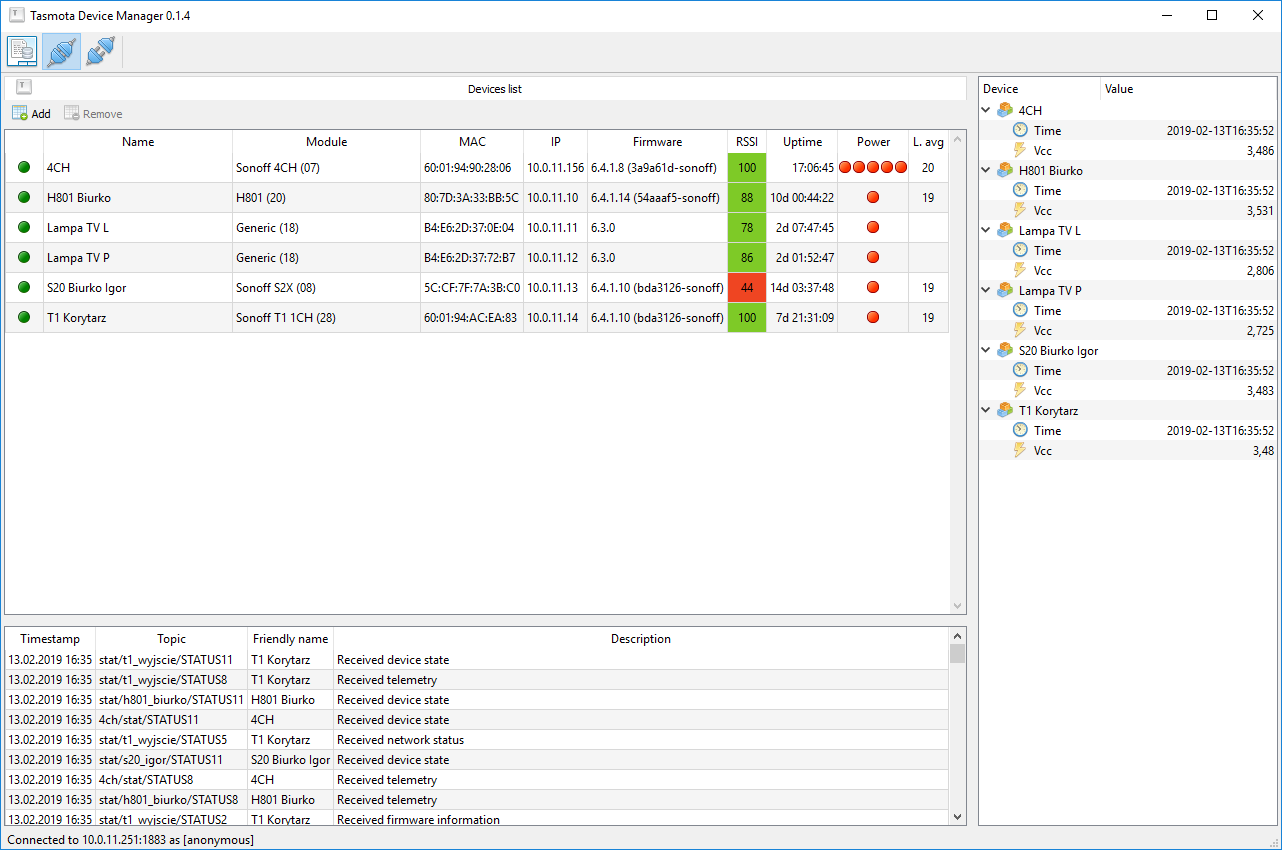 Tasmota Device Manager 0.1.4
Devices list
Add Remove
Name Module MAC IP Firmware RSSI Uptime Power L. avg
4CH Sonoff 4CH (07) 60:01:94:90:28:06 10.0.11.156 6.4.1.8 (3a9a61d-sonoff) 100 17:06:45 20
H801 Biurko H801 (20) 80:7D:3A:33:BB:5C 10.0.11.10 6.4.1.14 (54aaaf5-sonoff) 88 10d 00:44:22 19
Lampa TV L Generic (18) B4:E6:2D:37:0E:04 10.0.11.11 6.3.0 78 2d 07:47:45
Lampa TV P Generic (18) B4:E6:2D:37:72:B7 10.0.11.12 6.3.0 86 2d 01:52:47
S20 Biurko Igor Sonoff S2X (08) 5C:CF:7F:7A:3B:C0 10.0.11.13 6.4.1.10 (bda3126-sonoff) 44 14d 03:37:48 19
T1 Korytarz Sonoff T1 1CH (28) 60:01:94:AC:EA:83 10.0.11.14 6.4.1.10 (bda3126-sonoff) 100 7d 21:31:09 19
Timestamp Topic Friendly name Description
13.02.2019 16:35 stat/t1_wyjscie/STATUS11 T1 Korytarz Received device state
13.02.2019 16:35 stat/t1_wyjscie/STATUS8 T1 Korytarz Received telemetry
13.02.2019 16:35 stat/h801_biurko/STATUS11 H801 Biurko Received device state
13.02.2019 16:35 4ch/stat/STATUS11 4CH Received device state
13.02.2019 16:35 stat/t1_wyjscie/STATUS5 T1 Korytarz Received network status
13.02.2019 16:35 stat/s20_igor/STATUS11 S20 Biurko Igor Received device state
13.02.2019 16:35 4ch/stat/STATUS8 4CH Received telemetry
13.02.2019 16:35 stat/h801_biurko/STATUS8 H801 Biurko Received telemetry
13.02.2019 16:35 stat/t1_wyjscie/STATUS2 T1 Korytarz Received firmware information
Device Value
4CH
Time 2019-02-13T16:35:52
Vcc 3,486
H801 Biurko
Time 2019-02-13T16:35:52
Vcc 3,531
Lampa TV L
Time 2019-02-13T16:35:52
Vcc 2,806
Lampa TV P
Time 2019-02-13T16:35:52
Vcc 2,725
S20 Biurko Igor
Time 2019-02-13T16:35:52
Vcc 3,483
T1 Korytarz
Time 2019-02-13T16:35:52
Vcc 3,48
Connected to 10.0.11.251:1883 as [anonymous]